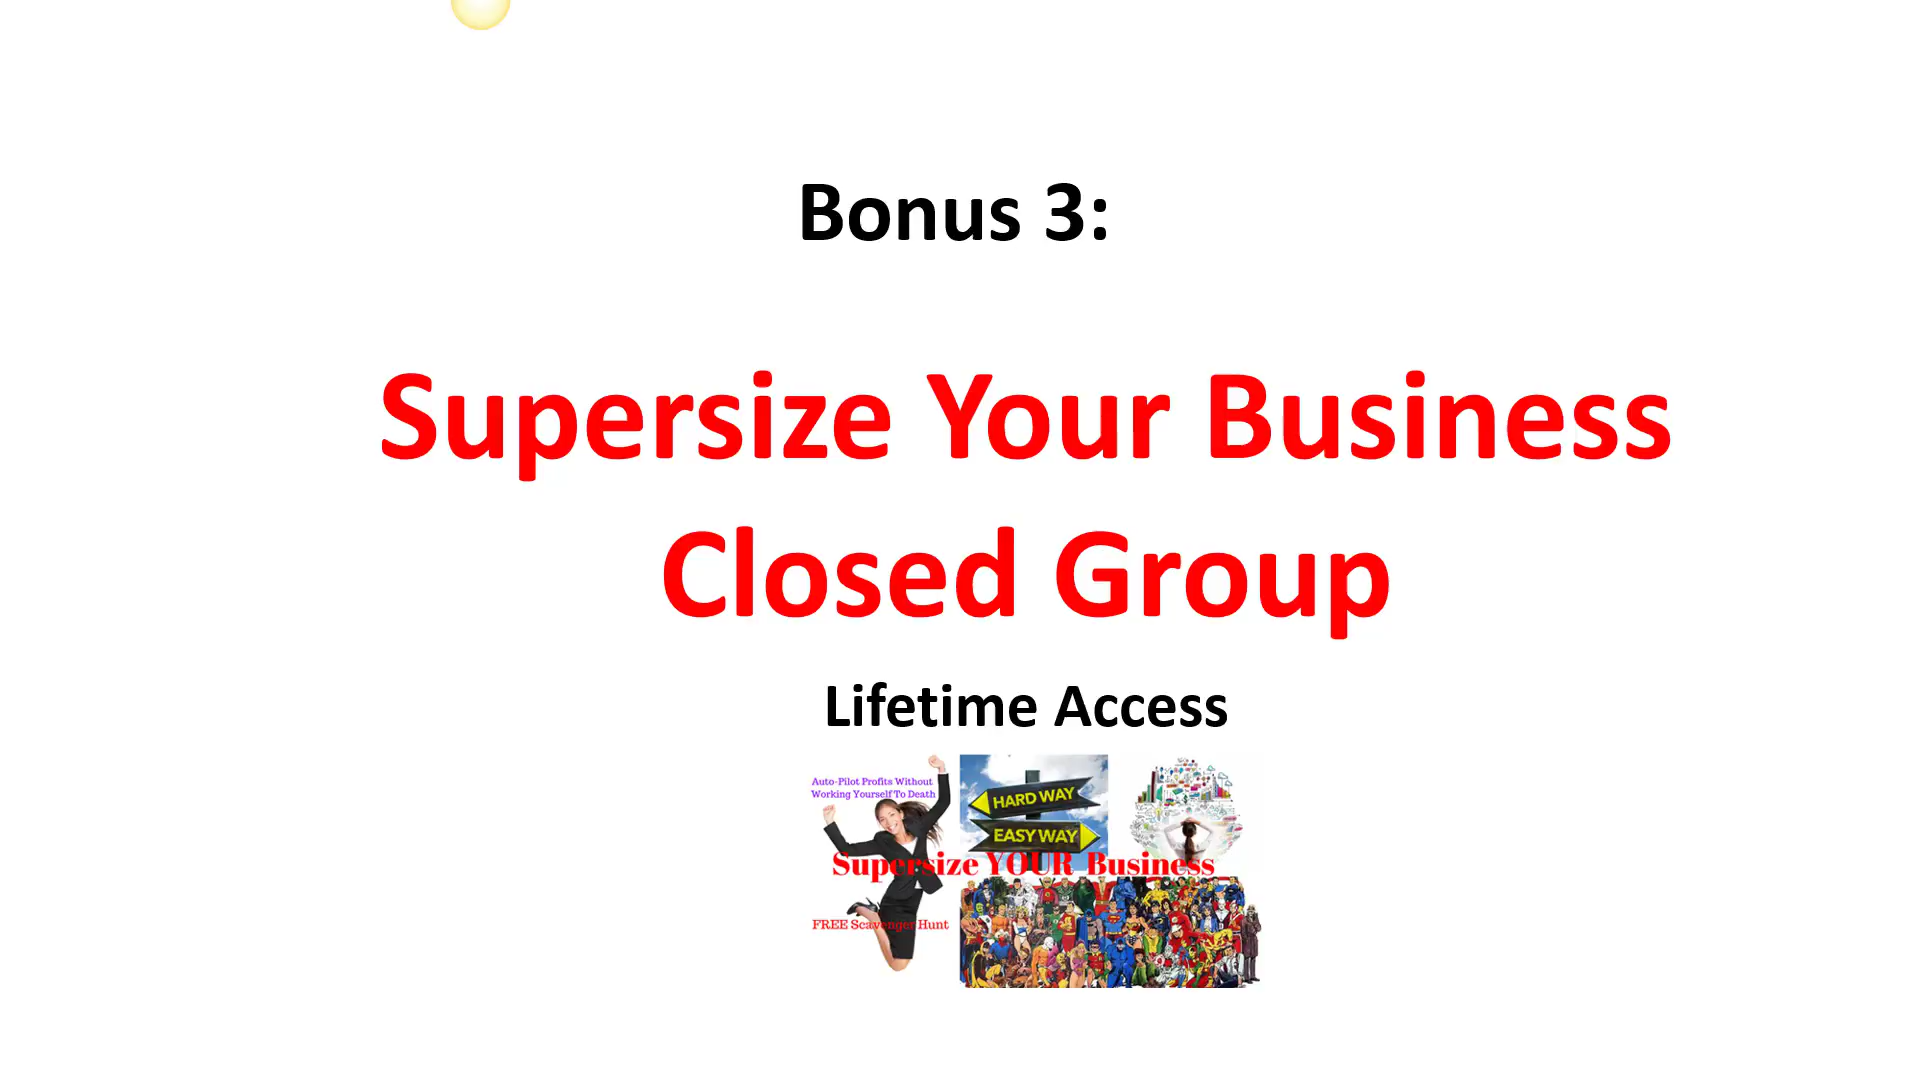 Bonus 3:
Supersize Your Business
Closed Group
Lifetime Access
Auto-Pilot Profits Without
Working Yourself To Death
HARD WAY
EASY WAY
Supersize YOUR Business
FREE Scavenger Hunt